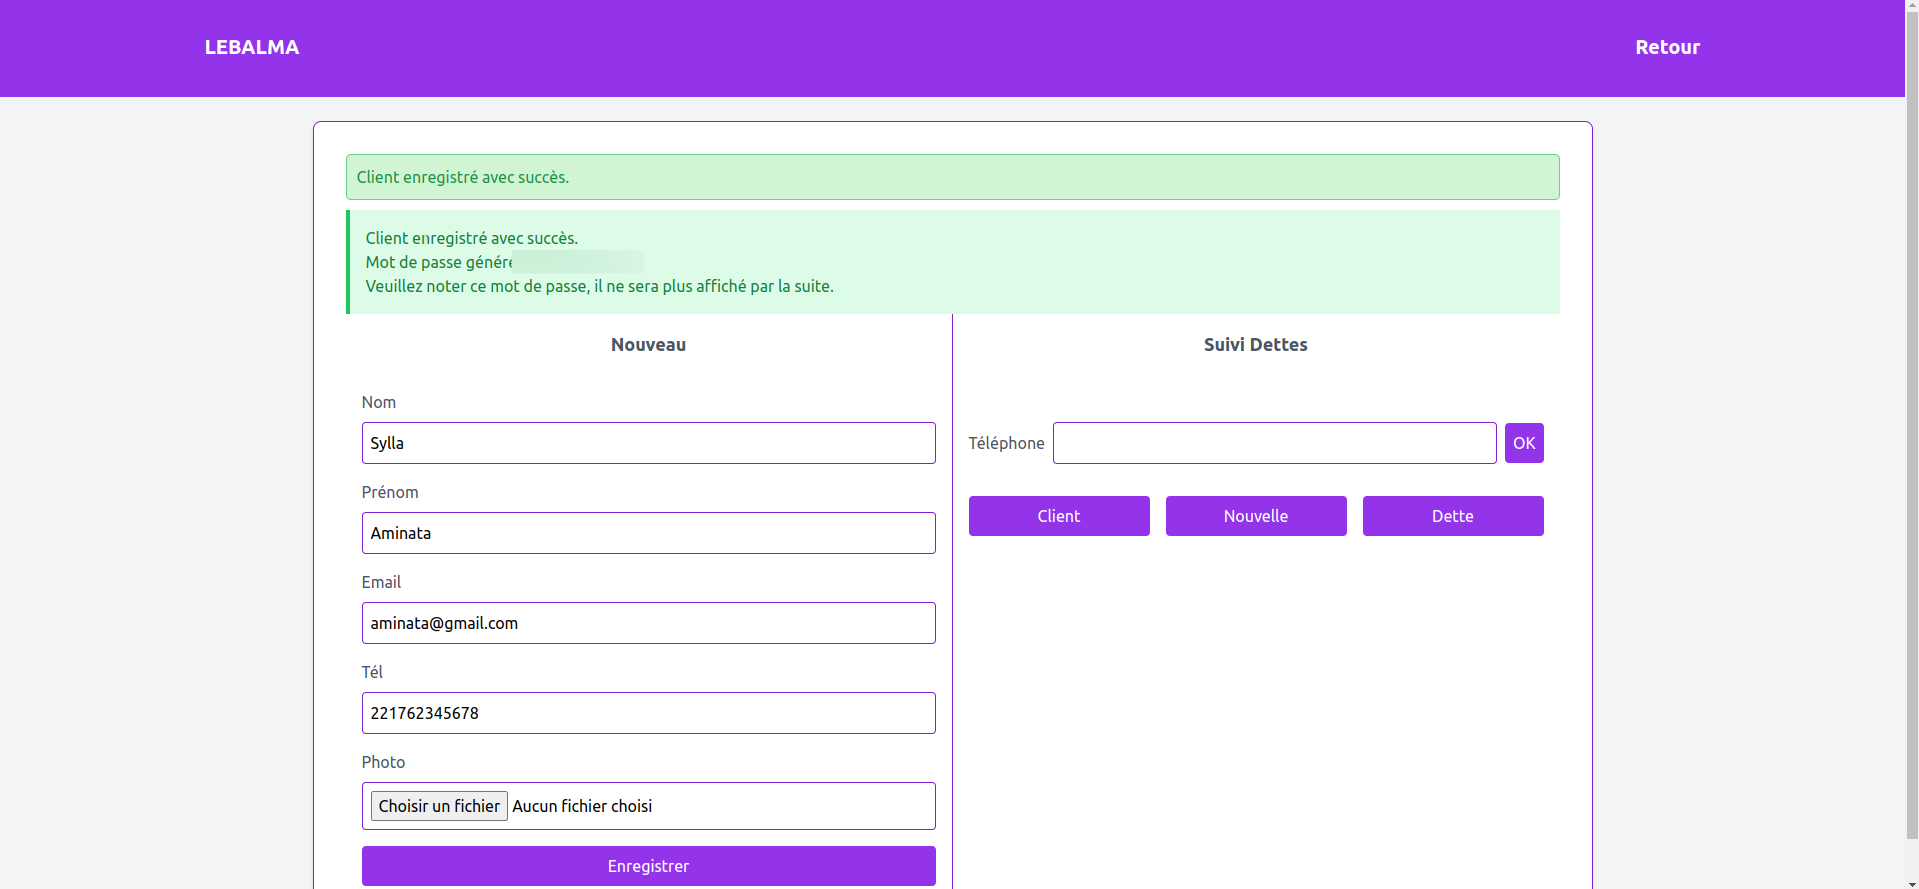 LEBALMA
Retour
Client enregistré avec succès.
Client enregistré avec succès.
Mot de passe généré
Veuillez noter ce mot de passe, il ne sera plus affiché par la suite.
Nouveau
Nom
Sylla
Prénom
Aminata
Email
aminata@gmail.com
Tél
221762345678
Photo
Choisir un fichier Aucun fichier choisi
Enregistrer
Suivi Dettes
Téléphone
OK
Client
Nouvelle
Dette